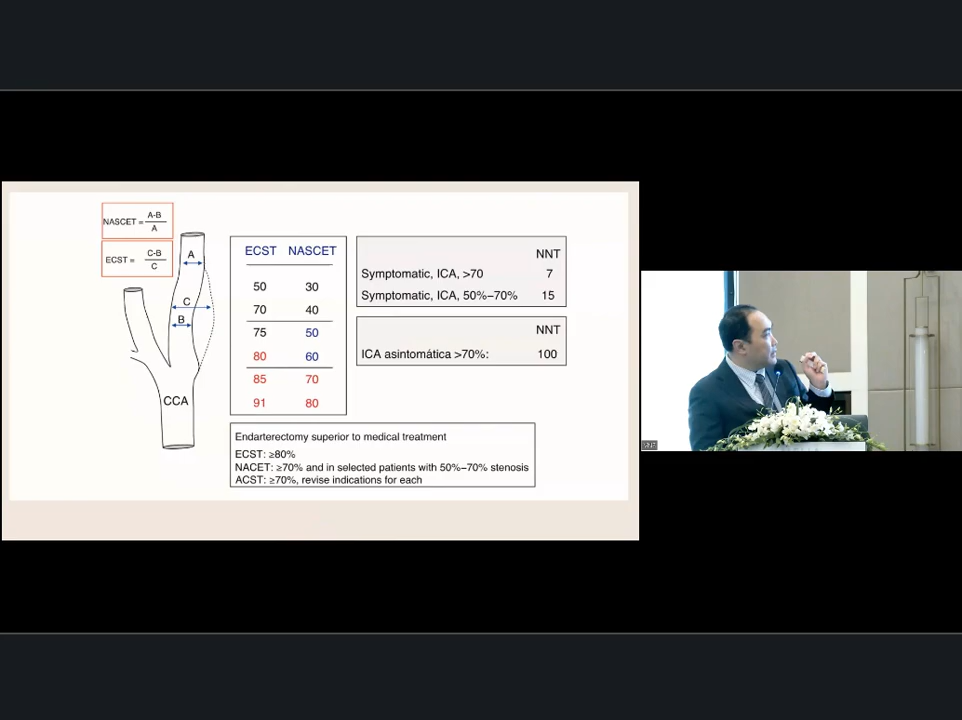 NASCET = A-B
A
ECST = C-B
C
A
C
B
CCA
ECST NASCET
50 30
70 40
75 50
80 60
85 70
91 80
NNT
Symptomatic, ICA, >70 7
Symptomatic, ICA, 50%–70% 15
NNT
ICA asintomática >70%: 100
Endarterectomy superior to medical treatment
ECST: ≥80%
NACET: ≥70% and in selected patients with 50%–70% stenosis
ACST: ≥70%, revise indications for each